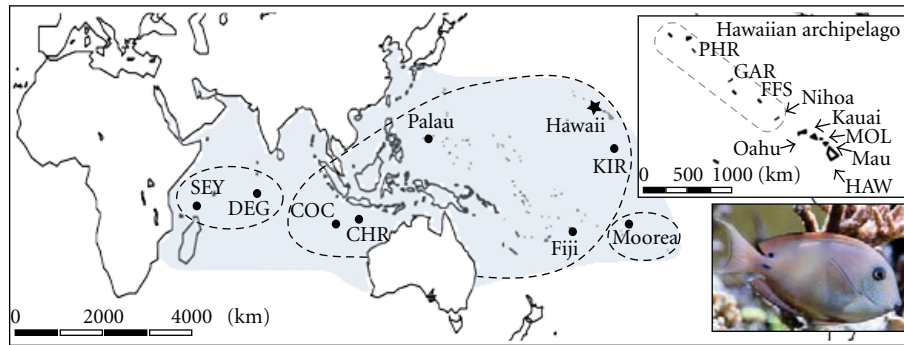 Hawaiian archipelago
PHR
GAR
FFS
Nihoa
Kauai
MOL
Oahu
Mau
HAW
0 500 1000 (km)
Palau
Hawaii
KIR
SEY
DEG
COC
CHR
Fiji
Moorea
0 2000 4000 (km)